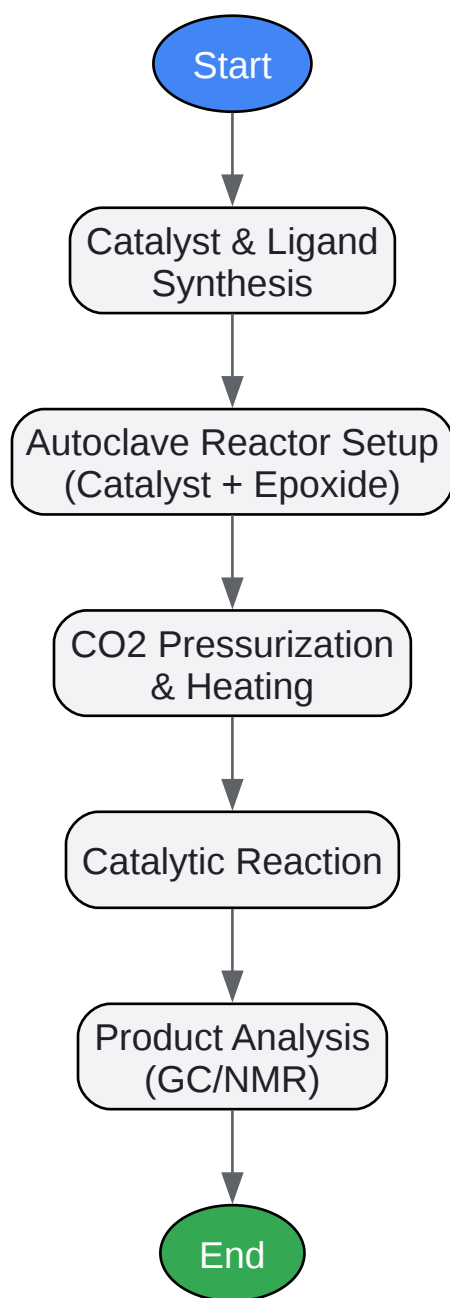 Start
Catalyst & Ligand
Synthesis
Autoclave Reactor Setup
(Catalyst + Epoxide)
CO2 Pressurization
& Heating
Catalytic Reaction
Product Analysis
(GC/NMR)
End